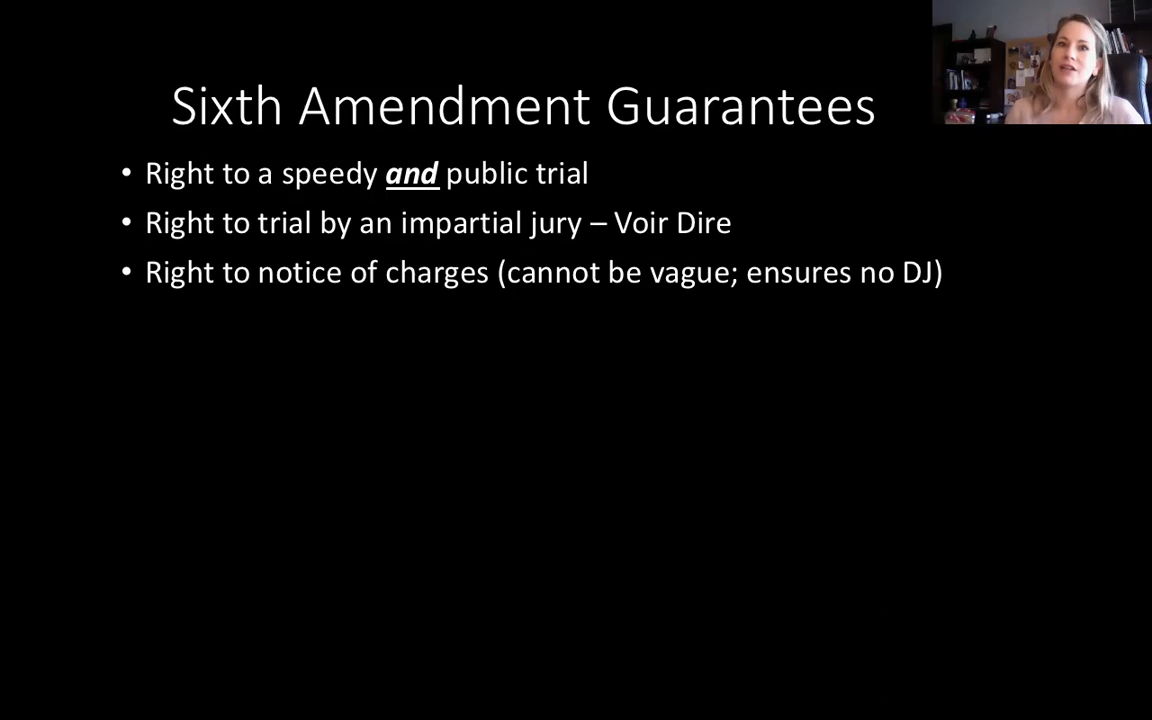 Sixth Amendment Guarantees
• Right to a speedy and public trial
• Right to trial by an impartial jury – Voir Dire
• Right to notice of charges (cannot be vague; ensures no DJ)